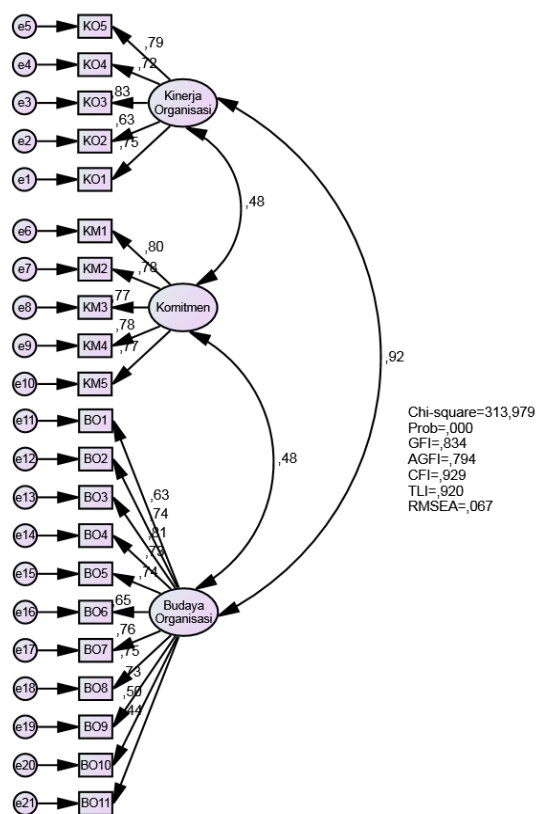 e5
KO5
,79
e4
KO4
,72
e3
KO3
,83
Kinerja
Organisasi
e2
KO2
,63
,75
e1
KO1
,48
e6
KM1
,80
e7
KM2
,78
e8
KM3
,77
Komitmen
e9
KM4
,78
,77
e10
KM5
,92
e11
BO1
e12
BO2
,48
e13
BO3
,63
,74
,81
e14
BO4
e15
BO5
,74
e16
BO6
,65
Budaya
Organisasi
e17
BO7
,76
,75
e18
BO8
,73
,50
e19
BO9
,44
e20
BO10
e21
BO11
Chi-square=313,979
Prob=,000
GFI=,834
AGFI=,794
CFI=,929
TLI=,920
RMSEA=,067